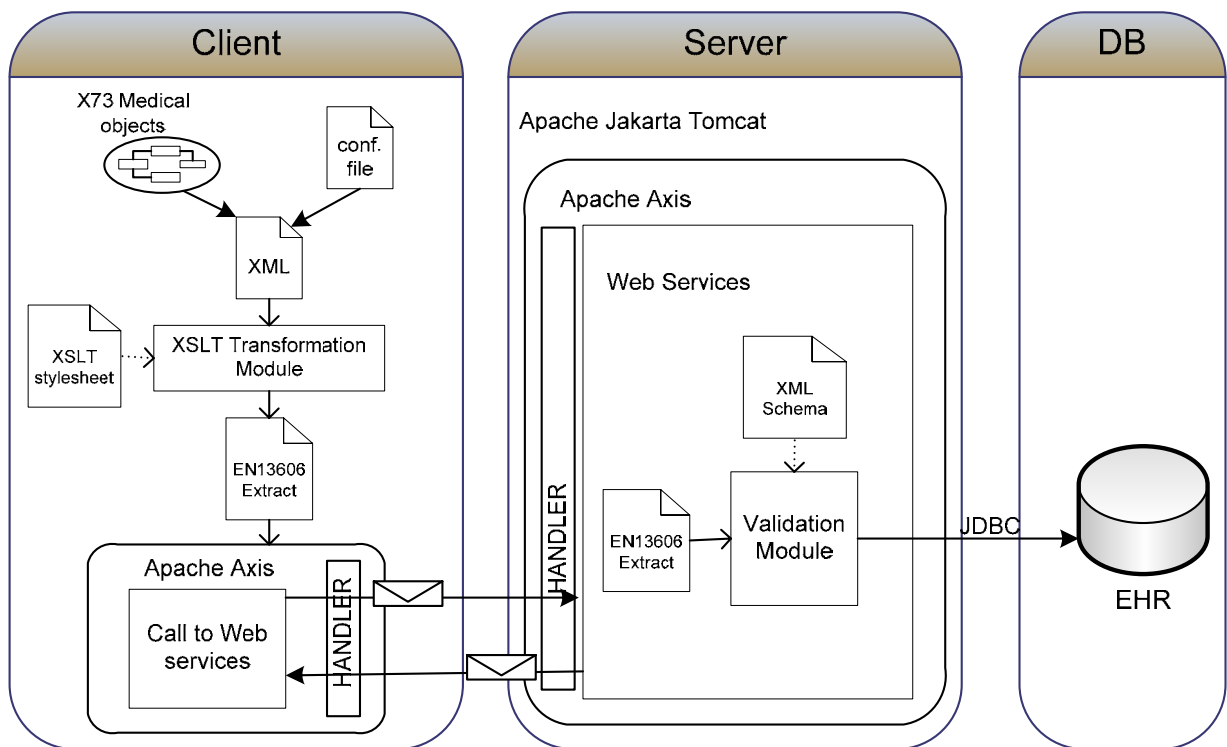 Client
X73 Medical
objects
conf.
file
XML
XSLT
stylesheet
XSLT Transformation
Module
EN13606
Extract
Apache Axis
Call to Web
services
HANDLER
Server
Apache Jakarta Tomcat
Apache Axis
HANDLER
Web Services
XML
Schema
EN13606
Extract
Validation
Module
JDBC
DB
EHR